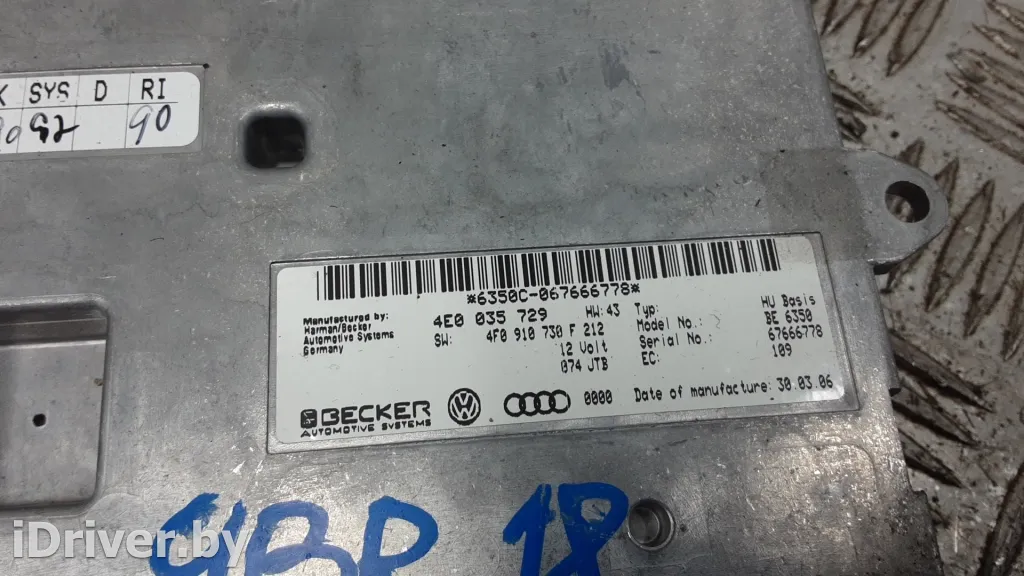 SYS D RI
92 90
*6350C-067666778*
Manufactured by:
Harman/Becker
Automotive Systems
Germany
4E0 035 729 HW: 43
SW: 4F0 910 730 F 212
12 Volt
074 JTB
Typ: HU Basis
Model No.: BE 6350
Serial No.: 67666778
EC: 109
BECKER
AUTOMOTIVE SYSTEMS
0000 Date of manufacture: 30.03.06
18
iDriver.by